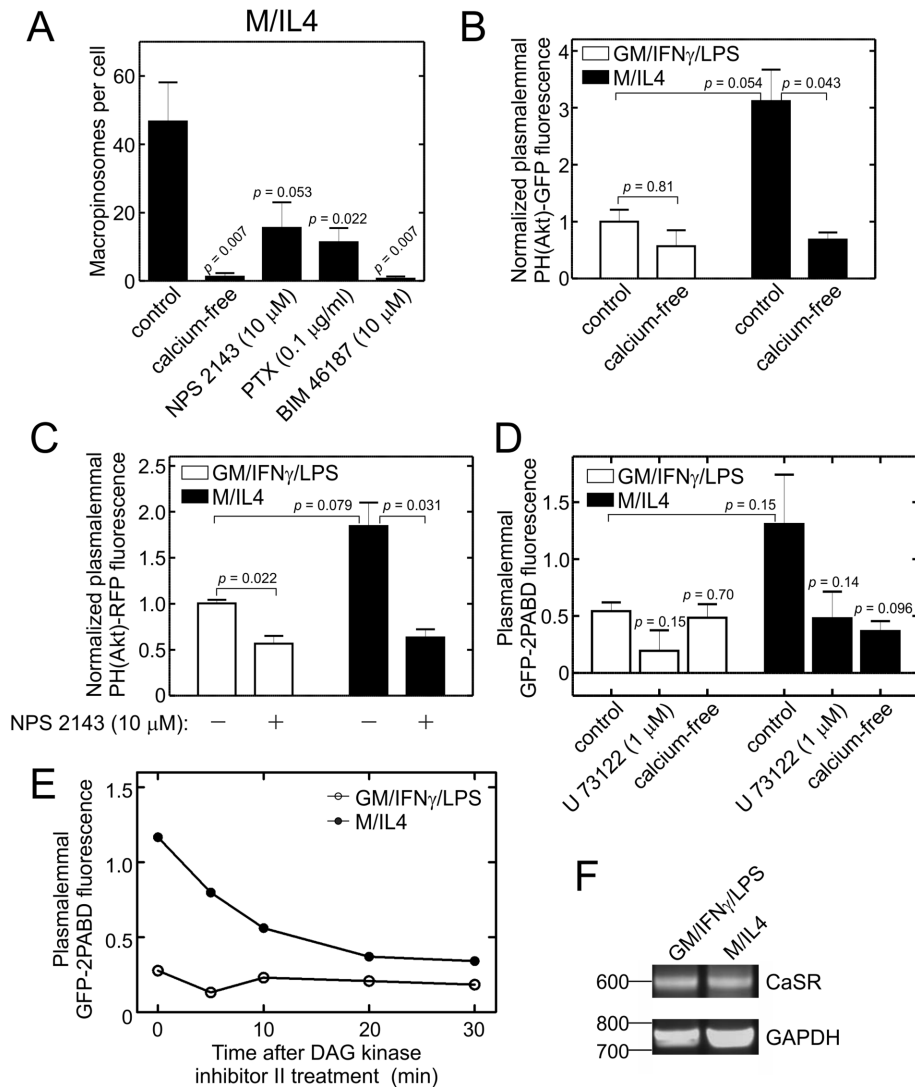 A
M/IL4
Macropinosomes per cell
60
40
20
0
p = 0.007
p = 0.053
p = 0.022
p = 0.007
control
calcium-free
NPS 2143 (10 μM)
PTX (0.1 μg/ml)
BIM 46187 (10 μM)
B
GM/IFNγ/LPS
M/IL4
Normalized plasmalemmal
PH(Akt)-GFP fluorescence
4
3
2
1
0
p = 0.81
p = 0.054
p = 0.043
control
calcium-free
control
calcium-free
C
GM/IFNγ/LPS
M/IL4
Normalized plasmalemmal
PH(Akt)-RFP fluorescence
2.5
2.0
1.5
1.0
0.5
0
p = 0.022
p = 0.079
p = 0.031
NPS 2143 (10 μM): − + − +
D
GM/IFNγ/LPS
M/IL4
Plasmalemmal
GFP-2PABD fluorescence
1.5
1.0
0.5
0
p = 0.15
p = 0.15
p = 0.70
p = 0.14
p = 0.096
control
U 73122 (1 μM)
calcium-free
control
U 73122 (1 μM)
calcium-free
E
GM/IFNγ/LPS
M/IL4
Plasmalemmal
GFP-2PABD fluorescence
1.5
1.0
0.5
0
0 10 20 30
Time after DAG kinase
inhibitor II treatment (min)
F
GM/IFNγ/LPS
M/IL4
600
CaSR
800
700
GAPDH